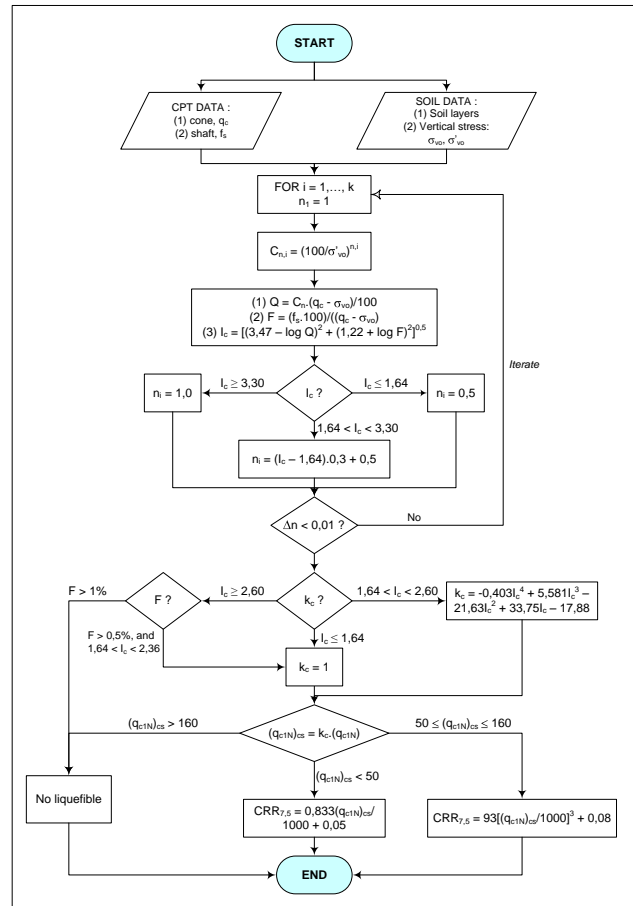 START
CPT DATA :
(1) cone, qc
(2) shaft, fs
SOIL DATA :
(1) Soil layers
(2) Vertical stress:
σvo, σ'vo
FOR i = 1,…, k
n1 = 1
Cn,i = (100/σ'vo)^n,i
(1) Q = Cn.(qc - σvo)/100
(2) F = (fs.100)/((qc - σvo)
(3) Ic = [(3,47 – log Q)² + (1,22 + log F)²]^0,5
Iterate
Ic ≥ 3,30
Ic ?
Ic ≤ 1,64
ni = 1,0
ni = 0,5
1,64 < Ic < 3,30
ni = (Ic – 1,64).0,3 + 0,5
Δn < 0,01 ?
No
F > 1%
F ?
Ic ≥ 2,60
kc ?
1,64 < Ic < 2,60
kc = -0,403Ic⁴ + 5,581Ic³ –
21,63Ic² + 33,75Ic – 17,88
F > 0,5%, and
1,64 < Ic < 2,36
Ic ≤ 1,64
kc = 1
(qc1N)cs > 160
(qc1N)cs = kc.(qc1N)
50 ≤ (qc1N)cs ≤ 160
(qc1N)cs < 50
No liquefible
CRR7,5 = 0,833(qc1N)cs/
1000 + 0,05
CRR7,5 = 93[(qc1N)cs/1000]³ + 0,08
END